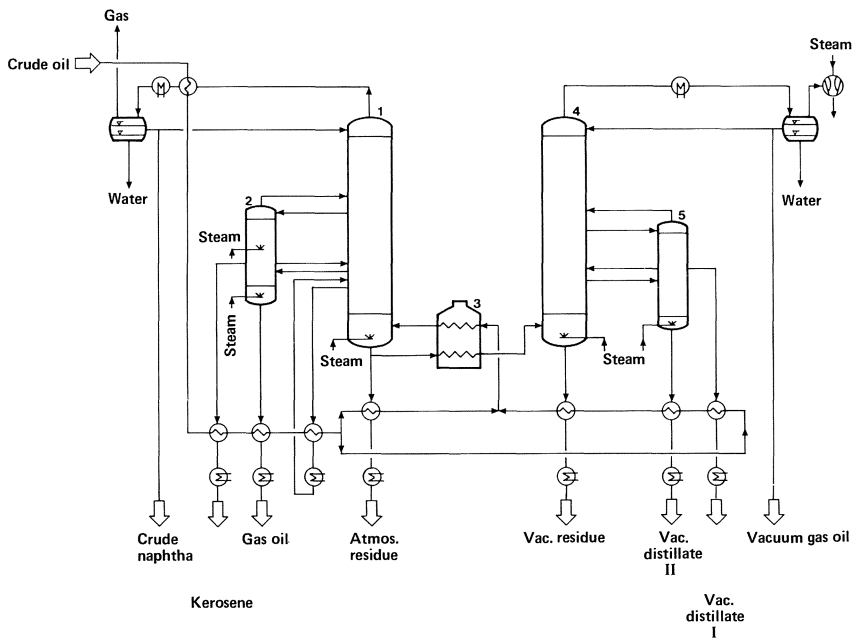 Gas
Crude oil
Steam
1
4
Water
Water
2
5
Steam
Steam
3
Steam
Steam
Crude
naphtha
Gas oil
Atmos.
residue
Vac. residue
Vac.
distillate
II
Vacuum gas oil
Kerosene
Vac.
distillate
I